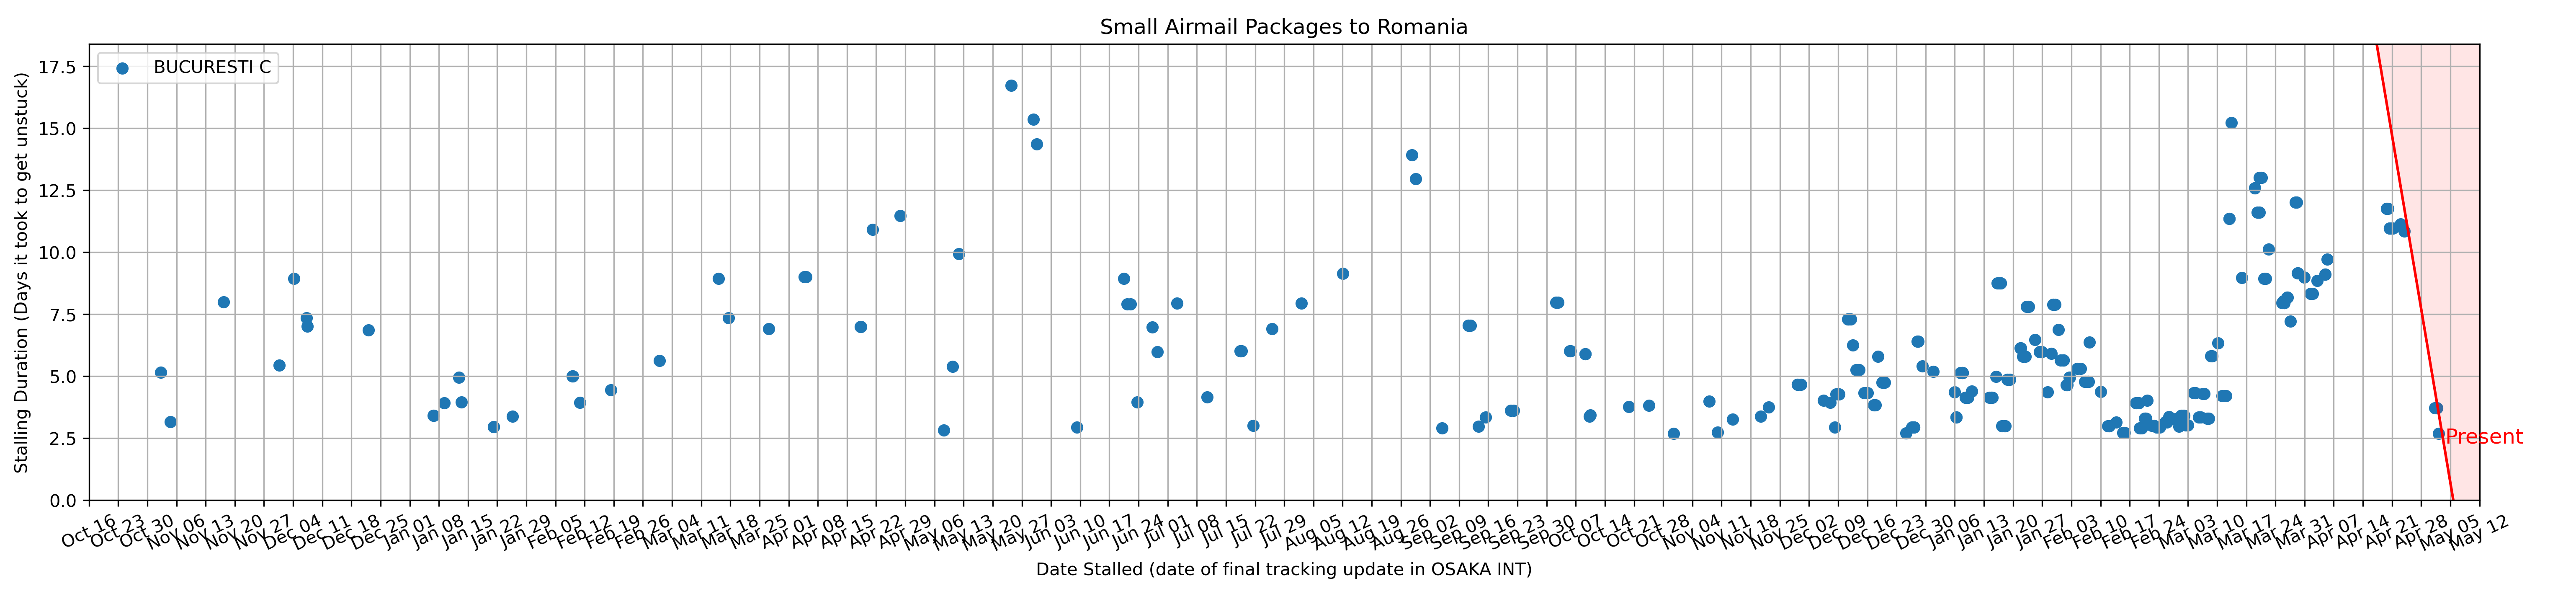 Small Airmail Packages to Romania
BUCURESTI C
Stalling Duration (Days it took to get unstuck)
17.5
15.0
12.5
10.0
7.5
5.0
2.5
0.0
Present
Oct 16
Oct 23
Oct 30
Nov 06
Nov 13
Nov 20
Nov 27
Dec 04
Dec 11
Dec 18
Dec 25
Jan 01
Jan 08
Jan 15
Jan 22
Jan 29
Feb 05
Feb 12
Feb 19
Feb 26
Mar 04
Mar 11
Mar 18
Mar 25
Apr 01
Apr 08
Apr 15
Apr 22
Apr 29
May 06
May 13
May 20
May 27
Jun 03
Jun 10
Jun 17
Jun 24
Jul 01
Jul 08
Jul 15
Jul 22
Jul 29
Aug 05
Aug 12
Aug 19
Aug 26
Sep 02
Sep 09
Sep 16
Sep 23
Sep 30
Oct 07
Oct 14
Oct 21
Oct 28
Nov 04
Nov 11
Nov 18
Nov 25
Dec 02
Dec 09
Dec 16
Dec 23
Dec 30
Jan 06
Jan 13
Jan 20
Jan 27
Feb 03
Feb 10
Feb 17
Feb 24
Mar 03
Mar 10
Mar 17
Mar 24
Mar 31
Apr 07
Apr 14
Apr 21
Apr 28
May 05
May 12
Date Stalled (date of final tracking update in OSAKA INT)